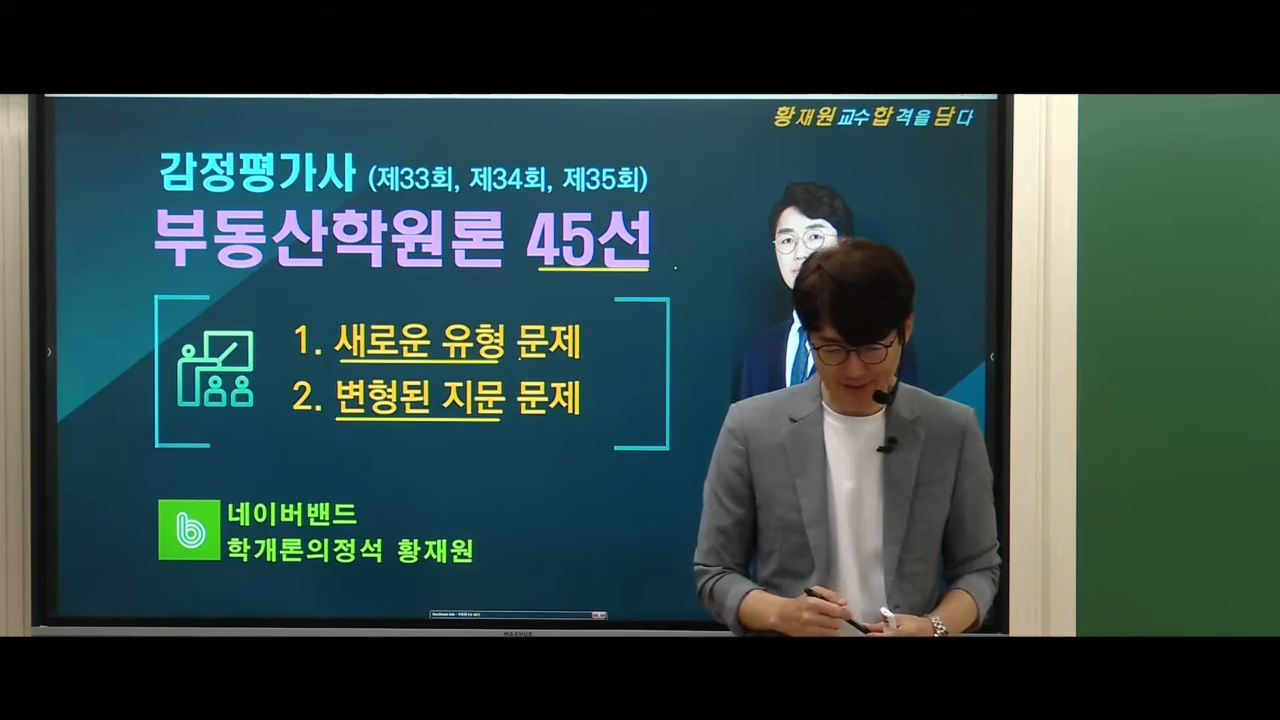 황재원 교수 합격을 담다
감정평가사 (제33회, 제34회, 제35회)
부동산학원론 45선
1. 새로운 유형 문제
2. 변형된 지문 문제
b
네이버밴드
학개론의정석 황재원
MAXHUB